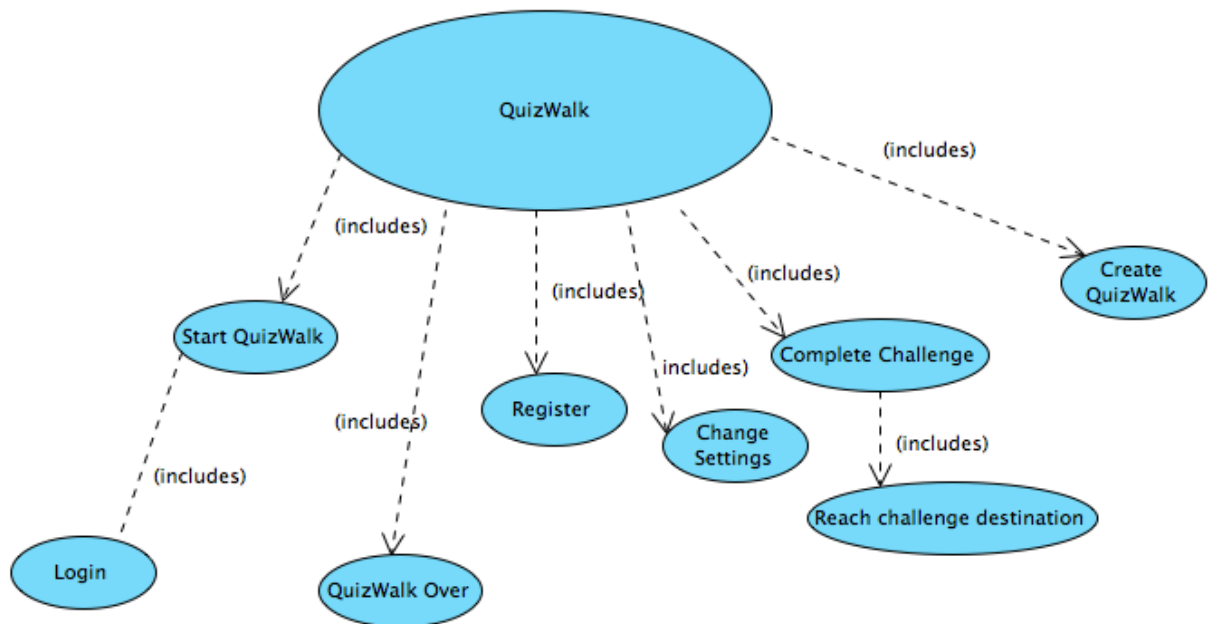 QuizWalk
(includes)
(includes)
Create
QuizWalk
(includes)
(includes)
Start QuizWalk
Complete Challenge
includes)
Register
(includes)
Change
Settings
(includes)
(includes)
Reach challenge destination
Login
QuizWalk Over